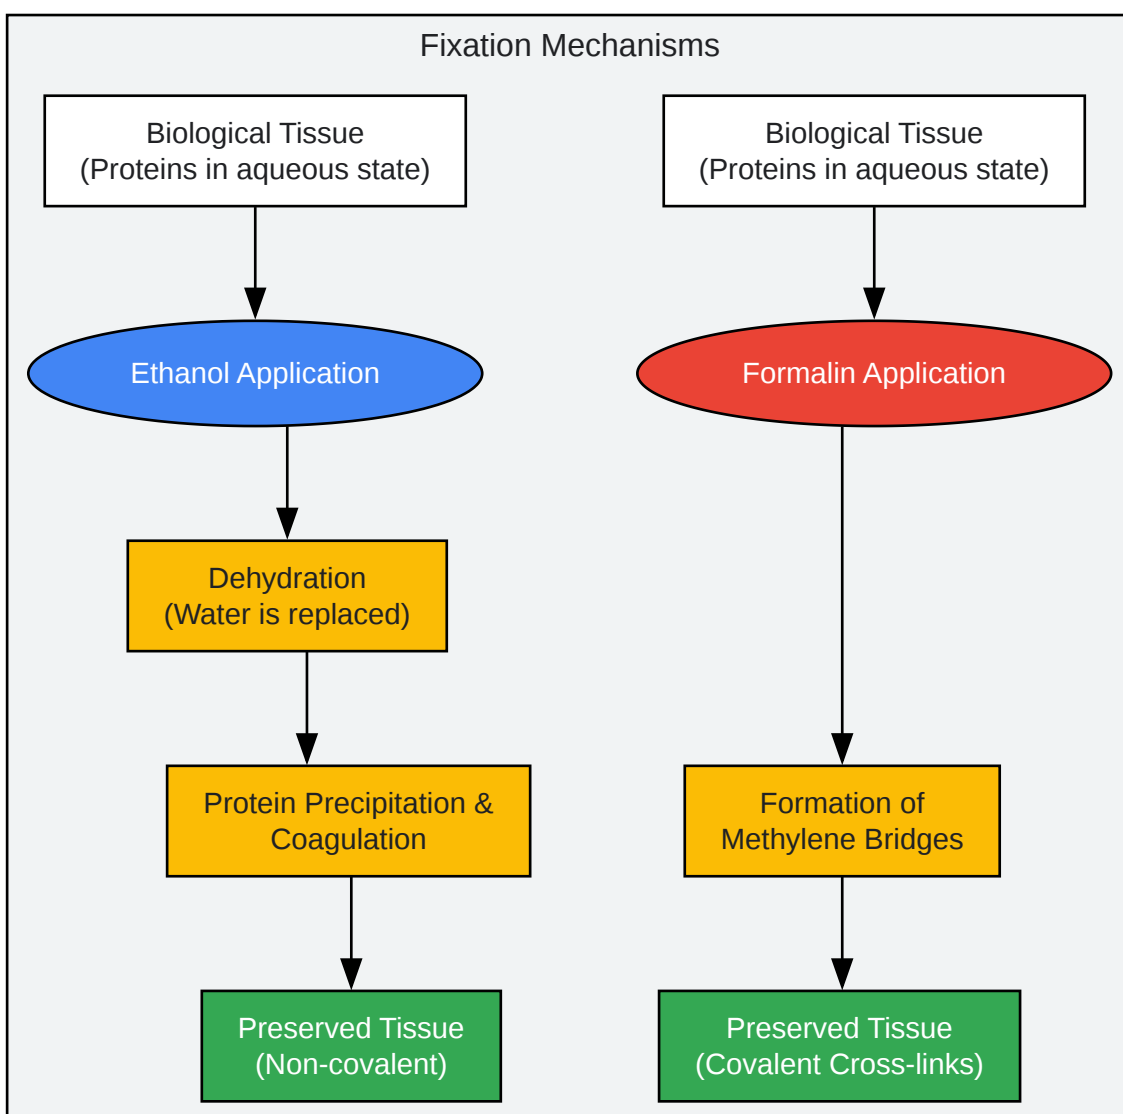 Fixation Mechanisms
Biological Tissue
(Proteins in aqueous state)
Ethanol Application
Dehydration
(Water is replaced)
Protein Precipitation &
Coagulation
Preserved Tissue
(Non-covalent)
Biological Tissue
(Proteins in aqueous state)
Formalin Application
Formation of
Methylene Bridges
Preserved Tissue
(Covalent Cross-links)